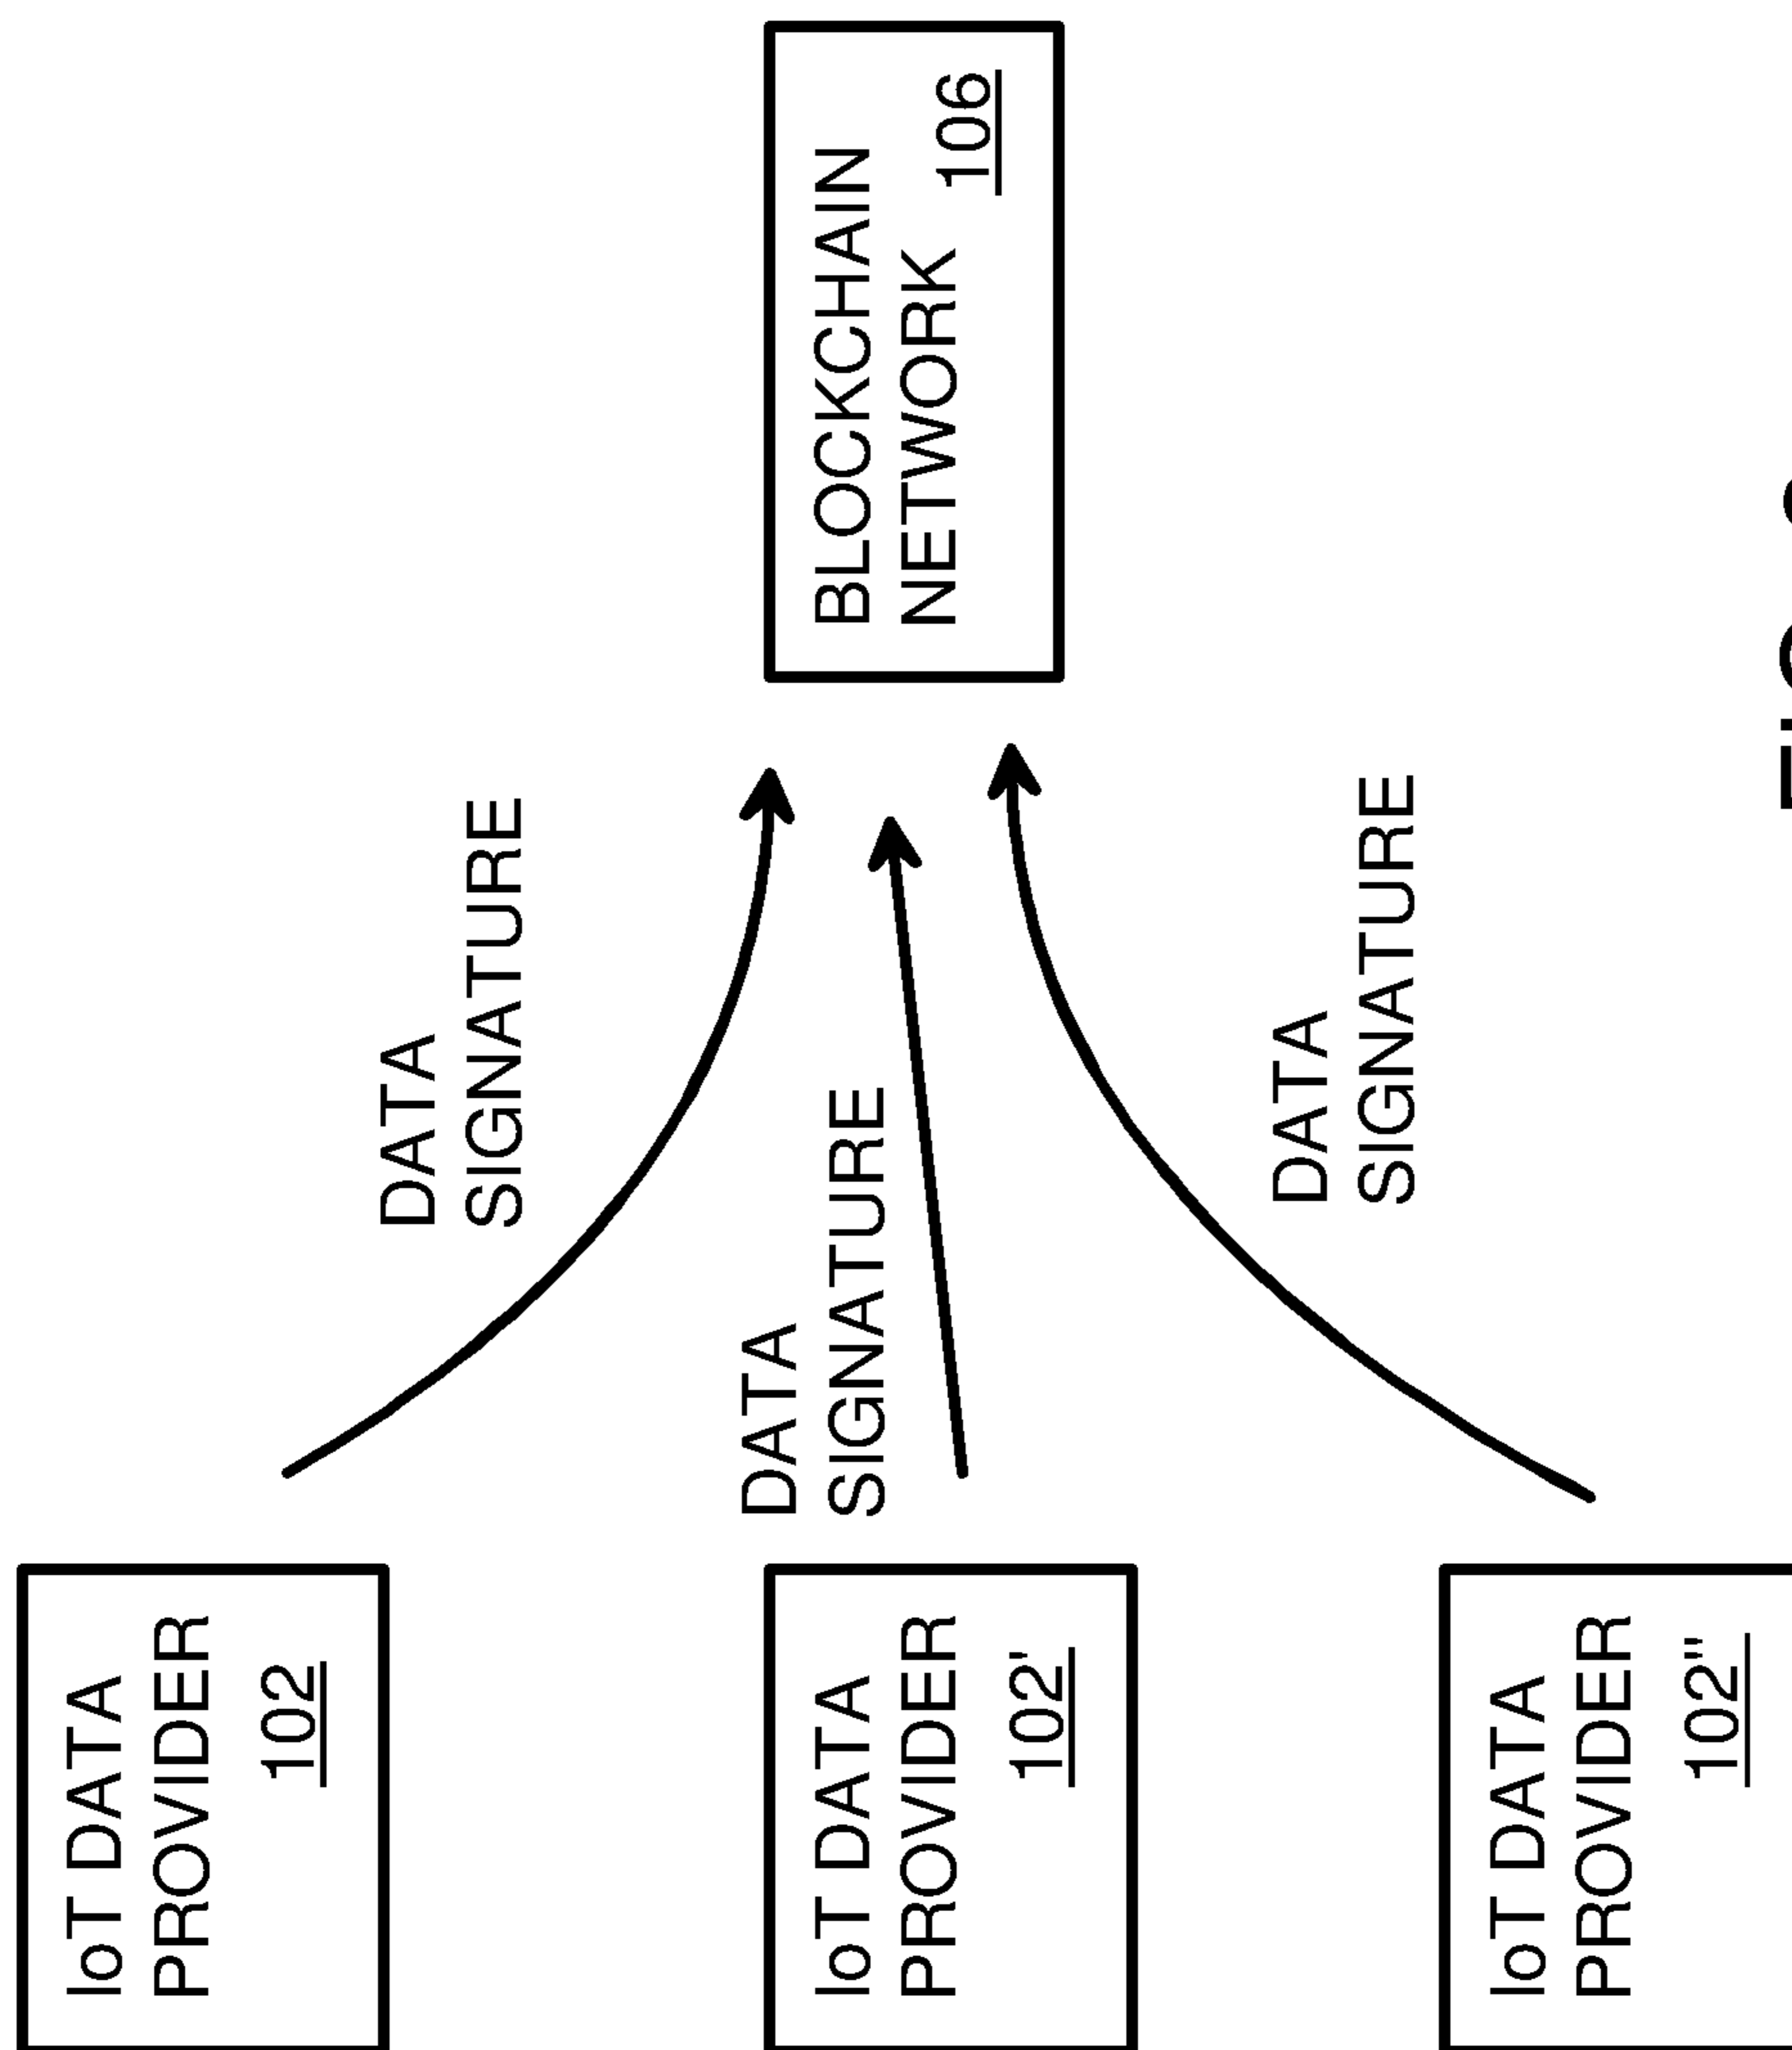 IoT DATA
PROVIDER
102
DATA
SIGNATURE
IoT DATA
PROVIDER
102"
DATA
SIGNATURE
BLOCKCHAIN
NETWORK
106
IoT DATA
PROVIDER
102"
DATA
SIGNATURE